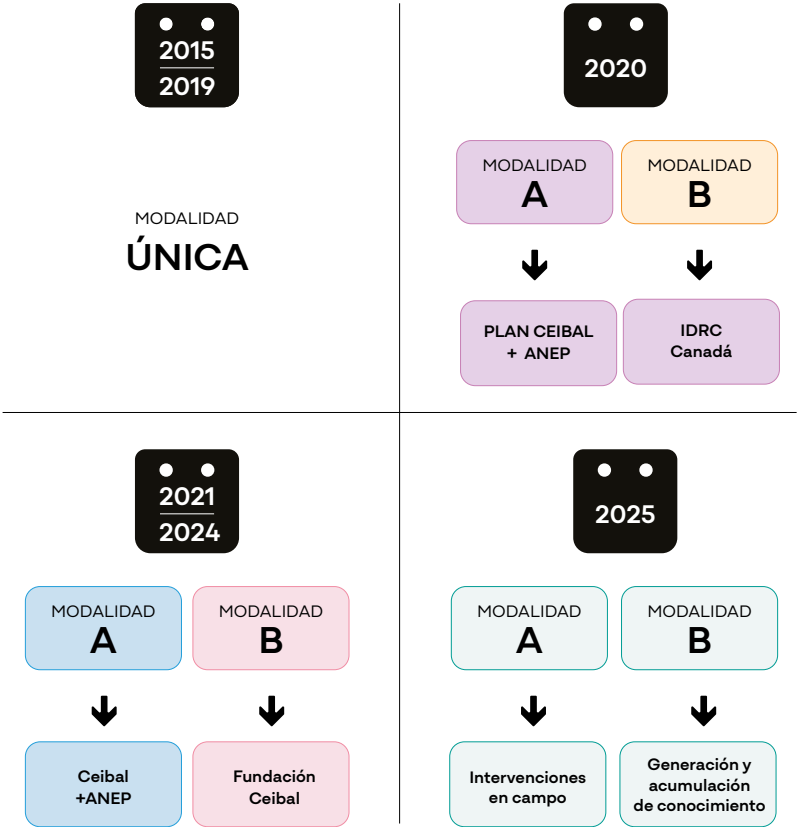 2015
2019
MODALIDAD
ÚNICA
2020
MODALIDAD
A
MODALIDAD
B
PLAN CEIBAL
+ ANEP
IDRC
Canadá
2021
2024
MODALIDAD
A
MODALIDAD
B
Ceibal
+ANEP
Fundación
Ceibal
2025
MODALIDAD
A
MODALIDAD
B
Intervenciones
en campo
Generación y
acumulación
de conocimiento